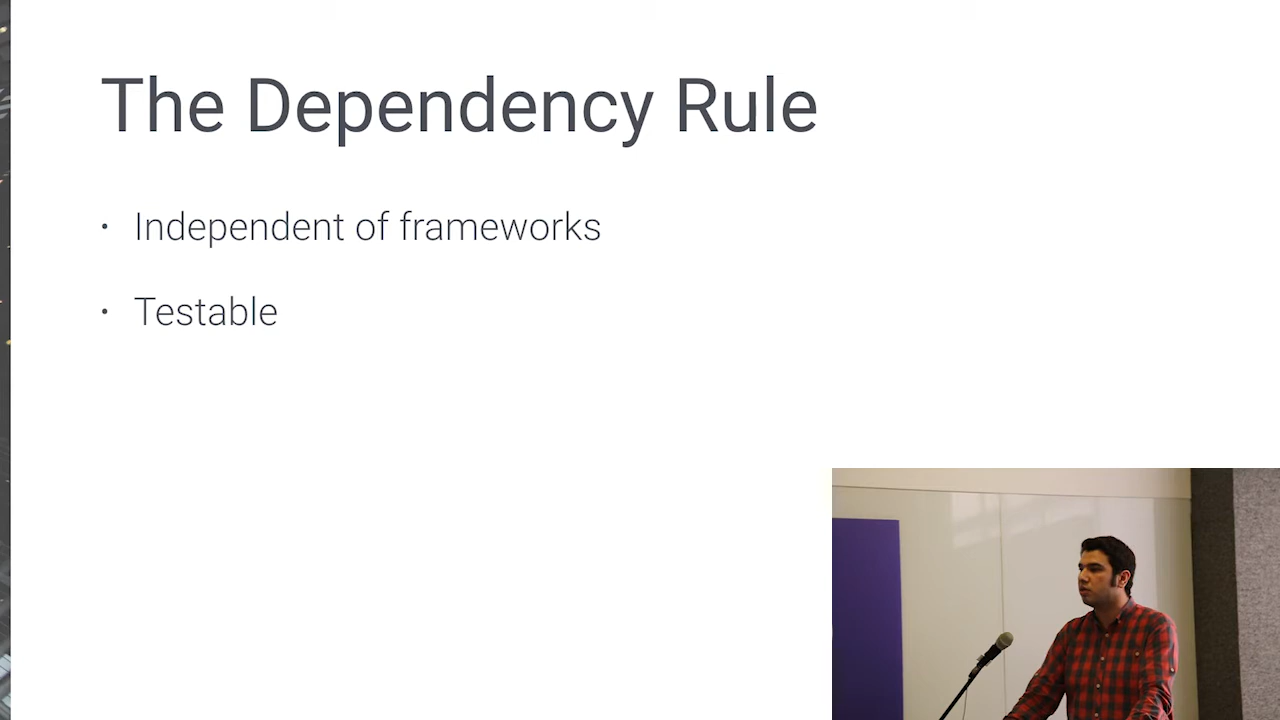 The Dependency Rule
• Independent of frameworks
• Testable